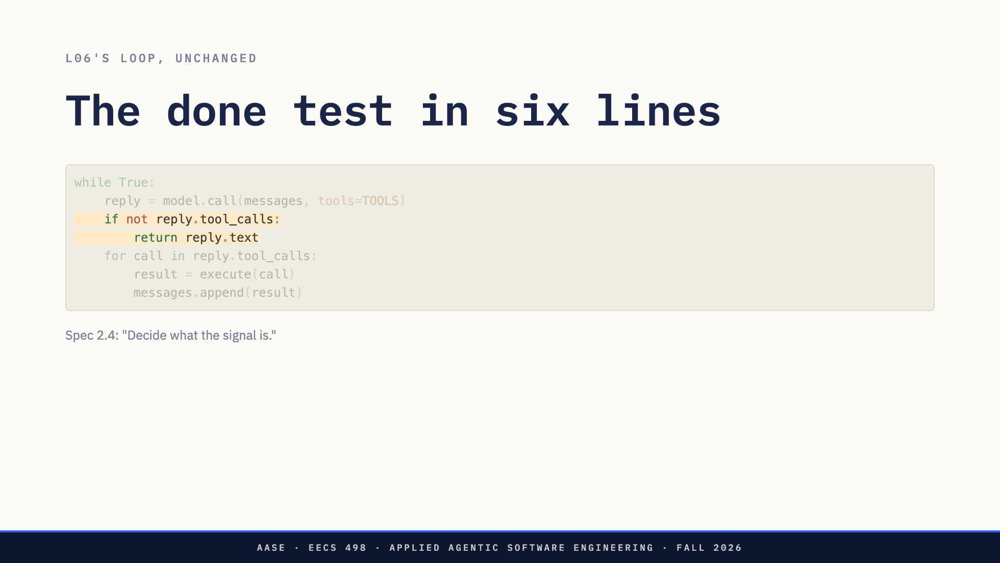 L06'S LOOP, UNCHANGED
The done test in six lines
while True:
    reply = model.call(messages, tools=TOOLS)
    if not reply.tool_calls:
        return reply.text
    for call in reply.tool_calls:
        result = execute(call)
        messages.append(result)
Spec 2.4: "Decide what the signal is."
AASE · EECS 498 · APPLIED AGENTIC SOFTWARE ENGINEERING · FALL 2026